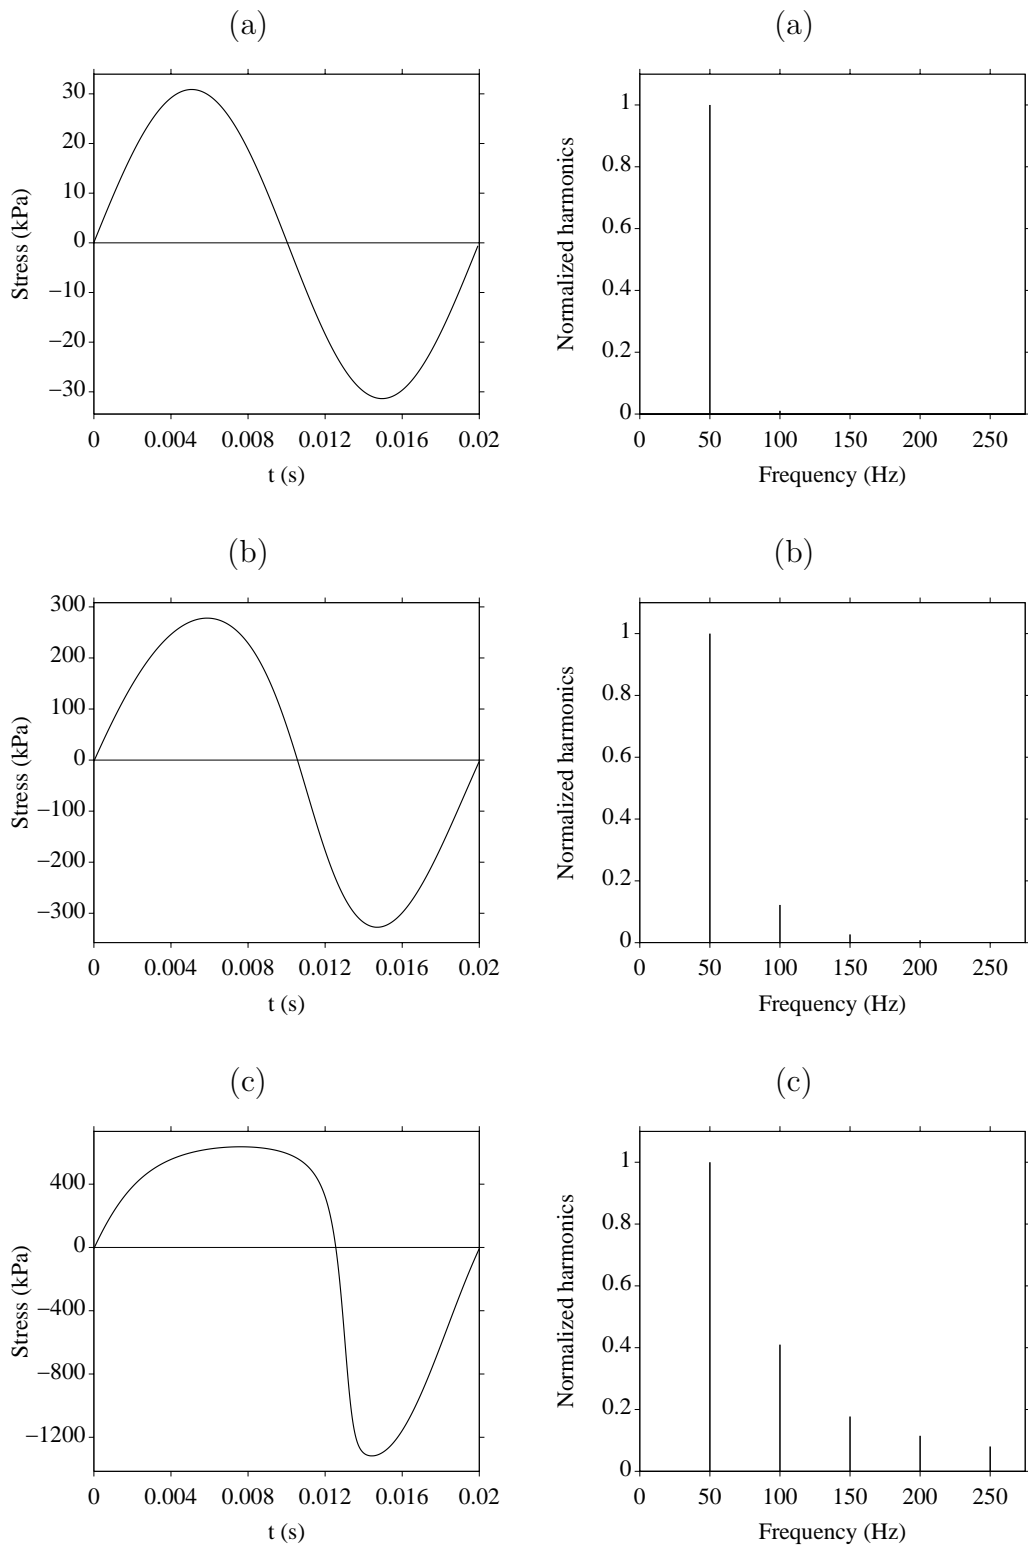 (a)
30
20
10
0
−10
−20
−30
Stress (kPa)
0 0.004 0.008 0.012 0.016 0.02
t (s)
(a)
1
0.8
0.6
0.4
0.2
0
Normalized harmonics
0 50 100 150 200 250
Frequency (Hz)
(b)
300
200
100
0
−100
−200
−300
Stress (kPa)
0 0.004 0.008 0.012 0.016 0.02
t (s)
(b)
1
0.8
0.6
0.4
0.2
0
Normalized harmonics
0 50 100 150 200 250
Frequency (Hz)
(c)
400
0
−400
−800
−1200
Stress (kPa)
0 0.004 0.008 0.012 0.016 0.02
t (s)
(c)
1
0.8
0.6
0.4
0.2
0
Normalized harmonics
0 50 100 150 200 250
Frequency (Hz)